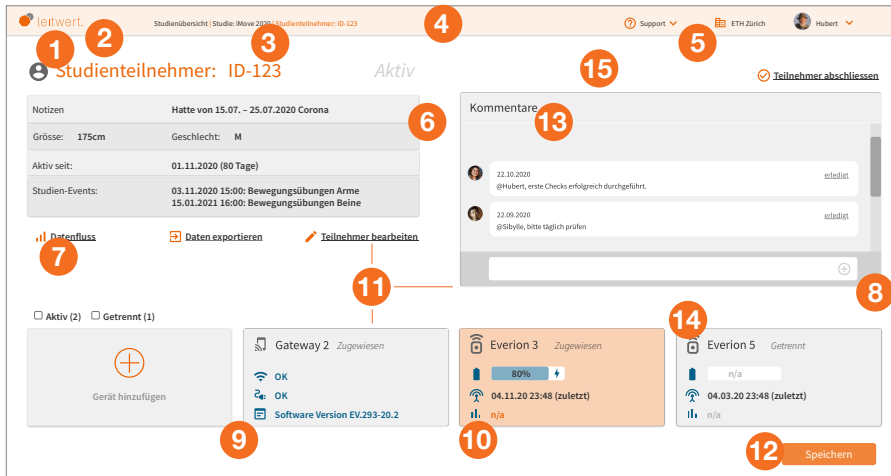 leitwert.
Studienübersicht | Studie: iMove 2020 | Studienteilnehmer: ID-123
Support
ETH Zürich
Hubert
1
2
3
4
5
Studienteilnehmer: ID-123
Aktiv
15
Teilnehmer abschliessen
Notizen Hatte von 15.07. – 25.07.2020 Corona
6
Grösse: 175cm Geschlecht: M
Aktiv seit: 01.11.2020 (80 Tage)
Studien-Events: 03.11.2020 15:00: Bewegungsübungen Arme
15.01.2021 16:00: Bewegungsübungen Beine
Kommentare
13
22.10.2020 erledigt
@Hubert, erste Checks erfolgreich durchgeführt.
22.09.2020 erledigt
@Sibylle, bitte täglich prüfen
Datenfluss
Daten exportieren
Teilnehmer bearbeiten
7
11
8
Aktiv (2) Getrennt (1)
14
Gerät hinzufügen
Gateway 2 Zugewiesen
OK
OK
Software Version EV.293-20.2
9
Everion 3 Zugewiesen
80%
04.11.20 23:48 (zuletzt)
n/a
10
Everion 5 Getrennt
n/a
04.03.20 23:48 (zuletzt)
n/a
12
Speichern